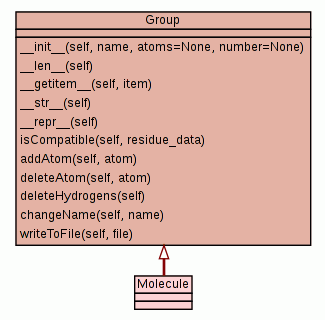 Group
__init__(self, name, atoms=None, number=None)
__len__(self)
__getitem__(self, item)
__str__(self)
__repr__(self)
isCompatible(self, residue_data)
addAtom(self, atom)
deleteAtom(self, atom)
deleteHydrogens(self)
changeName(self, name)
writeToFile(self, file)
Molecule